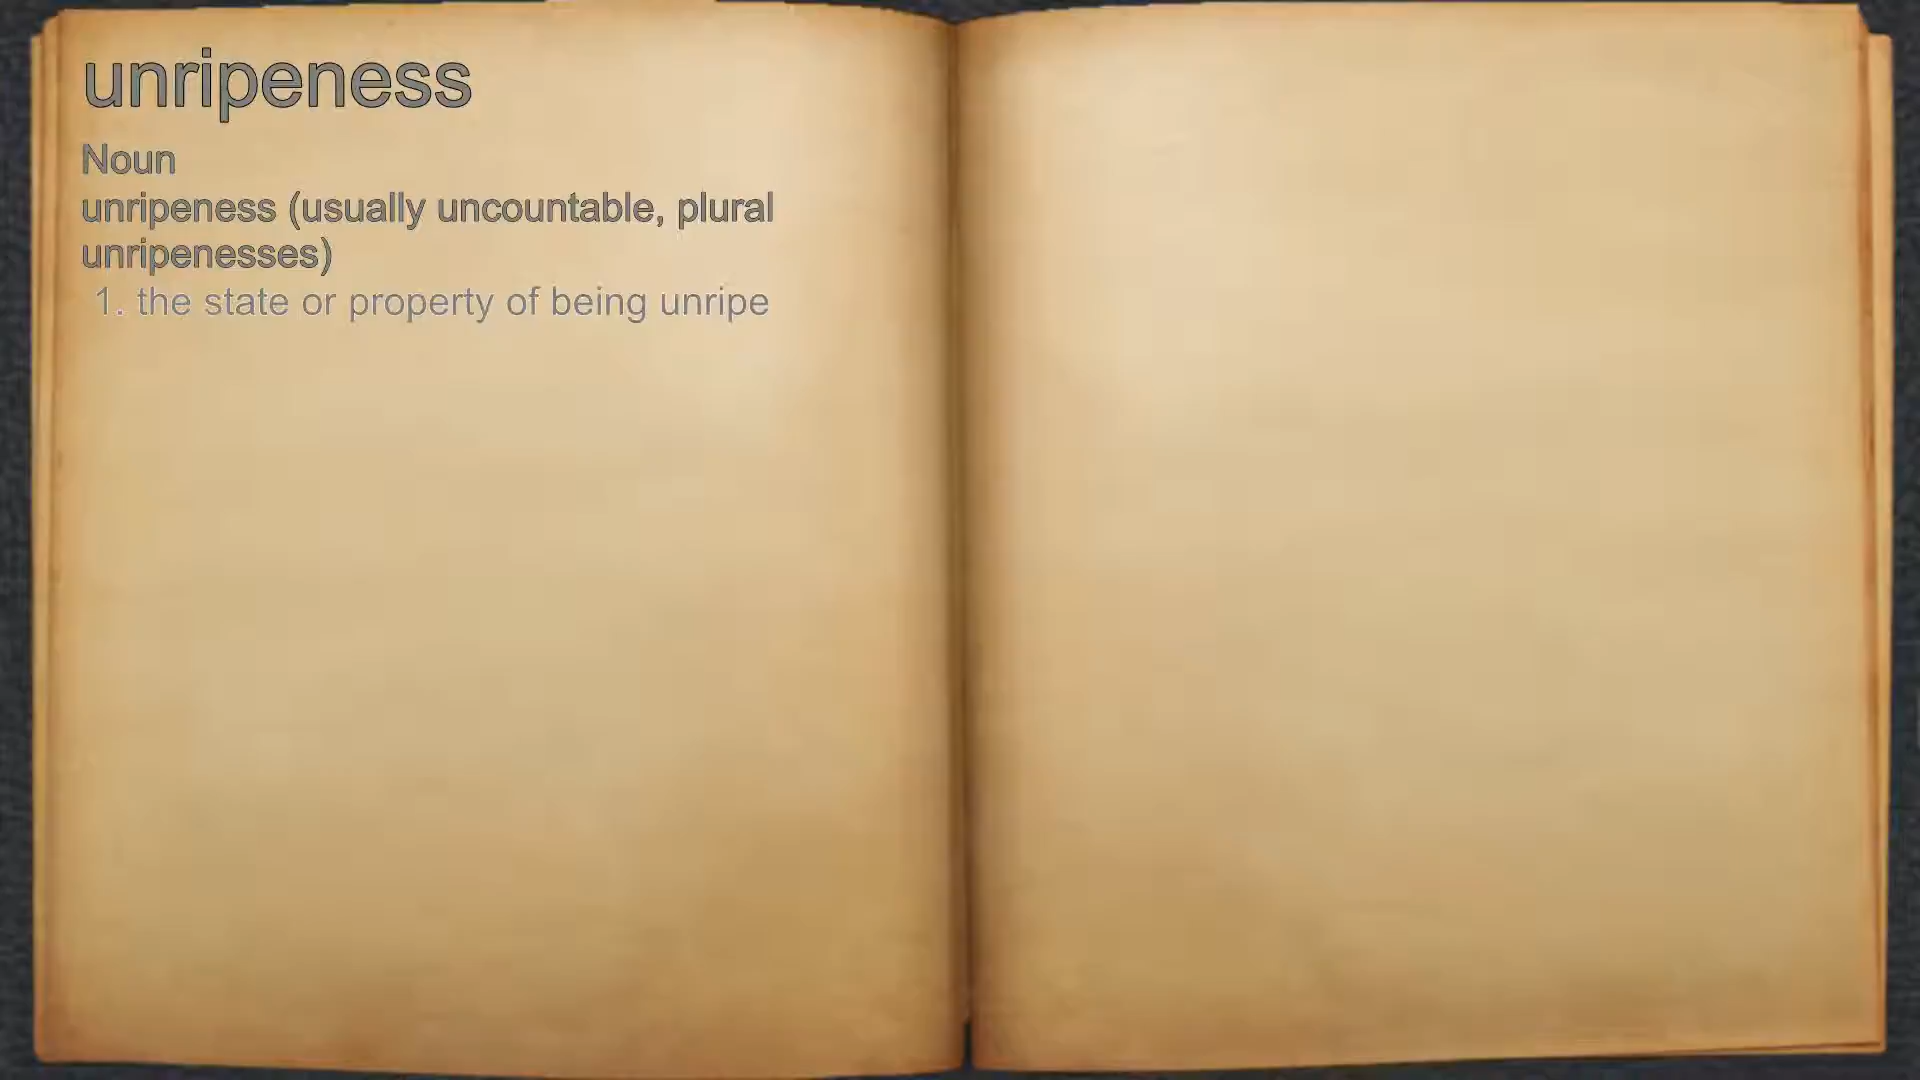 unripeness
Noun
unripeness (usually uncountable, plural
unripenesses)
1. the state or property of being unripe